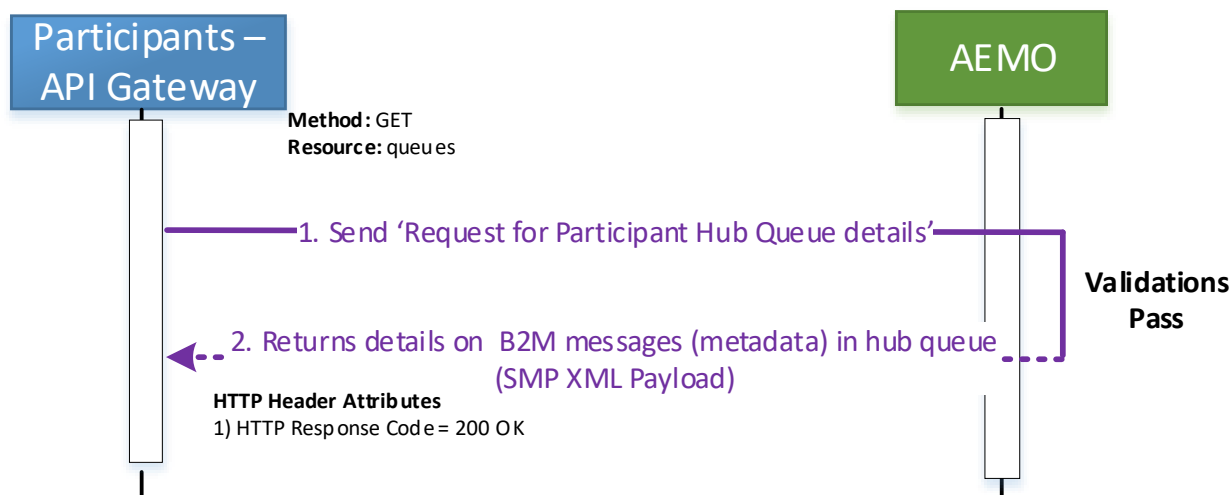 Participants –
API Gateway
AEMO
Method: GET
Resource: queues
1. Send ‘Request for Participant Hub Queue details’
Validations
Pass
2. Returns details on B2M messages (metadata) in hub queue
(SMP XML Payload)
HTTP Header Attributes
1) HTTP Response Code = 200 OK